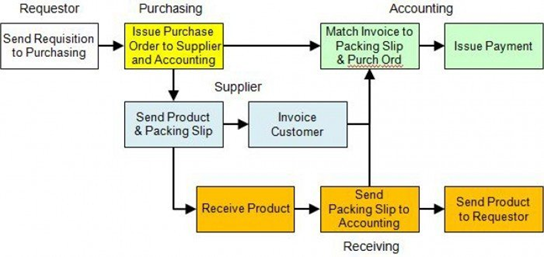 Requestor
Purchasing
Accounting
Send Requisition
to Purchasing
Issue Purchase
Order to Supplier
and Accounting
Match Invoice to
Packing Slip
& Purch Ord
Issue Payment
Supplier
Send Product
& Packing Slip
Invoice
Customer
Receive Product
Send
Packing Slip to
Accounting
Send Product
to Requestor
Receiving